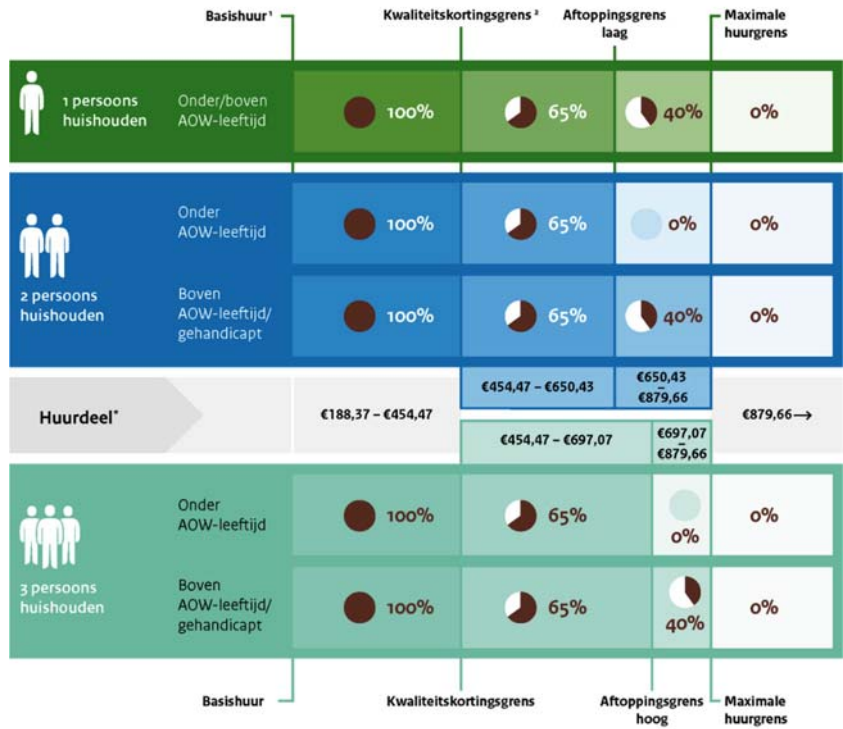 Basishuur¹
Kwaliteitskortingsgrens²
Aftoppingsgrens
laag
Maximale
huurgrens
1 persoons
huishouden
Onder/boven
AOW-leeftijd
100%
65%
40%
0%
2 persoons
huishouden
Onder
AOW-leeftijd
100%
65%
0%
0%
Boven
AOW-leeftijd/
gehandicapt
100%
65%
40%
0%
Huurdeel*
€188,37 – €454,47
€454,47 – €650,43
€650,43
–
€879,66
€454,47 – €697,07
€697,07
–
€879,66
€879,66→
3 persoons
huishouden
Onder
AOW-leeftijd
100%
65%
0%
0%
Boven
AOW-leeftijd/
gehandicapt
100%
65%
40%
0%
Basishuur
Kwaliteitskortingsgrens
Aftoppingsgrens
hoog
Maximale
huurgrens